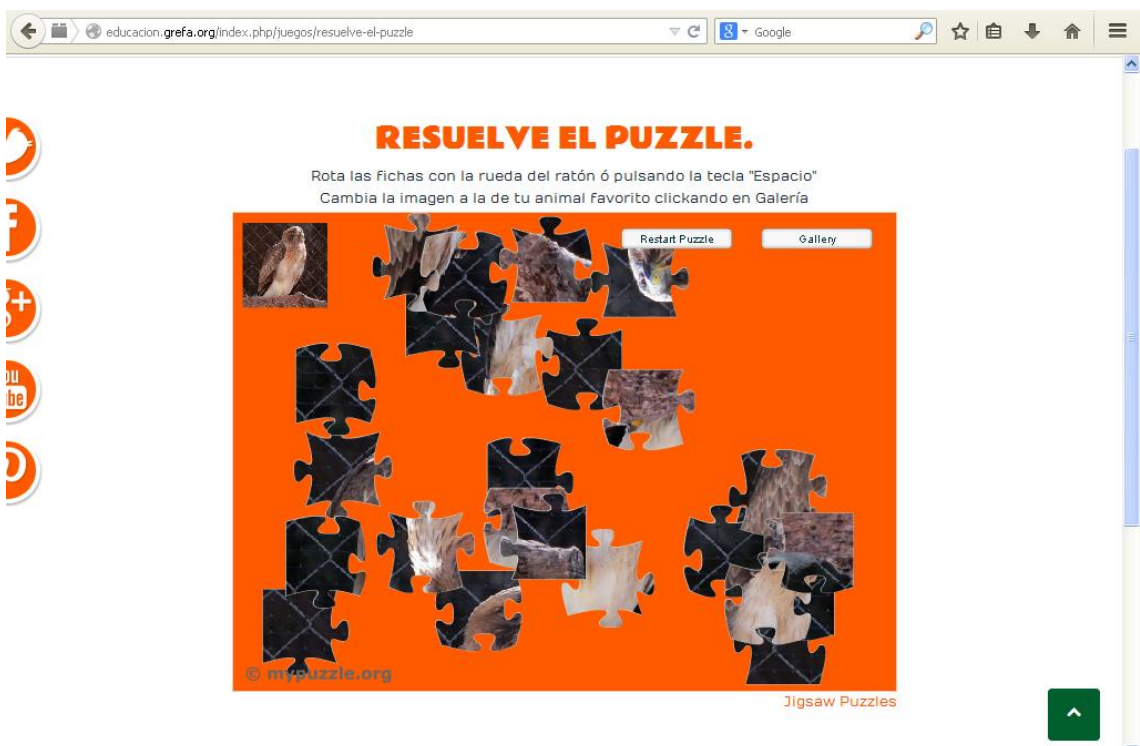 educacion.grefa.org/index.php/juegos/resuelve-el-puzzle
8 Google
RESUELVE EL PUZZLE.
Rota las fichas con la rueda del ratón ó pulsando la tecla "Espacio"
Cambia la imagen a la de tu animal favorito clickando en Galería
Restart Puzzle
Gallery
© mypuzzle.org
Jigsaw Puzzles